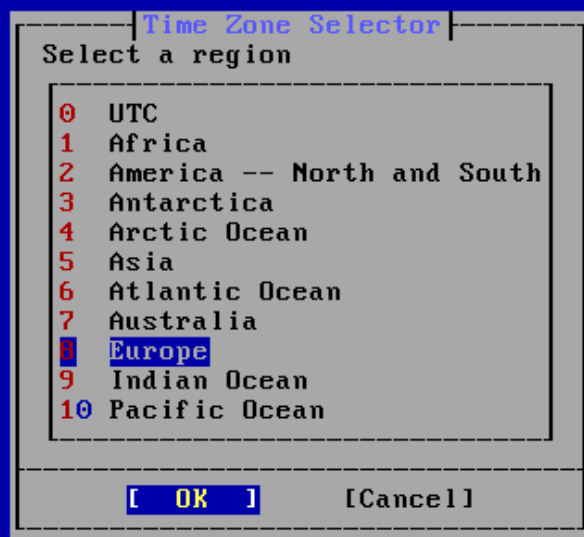 Time Zone Selector
Select a region
0 UTC
1 Africa
2 America -- North and South
3 Antarctica
4 Arctic Ocean
5 Asia
6 Atlantic Ocean
7 Australia
8 Europe
9 Indian Ocean
10 Pacific Ocean
[ OK ] [Cancel]